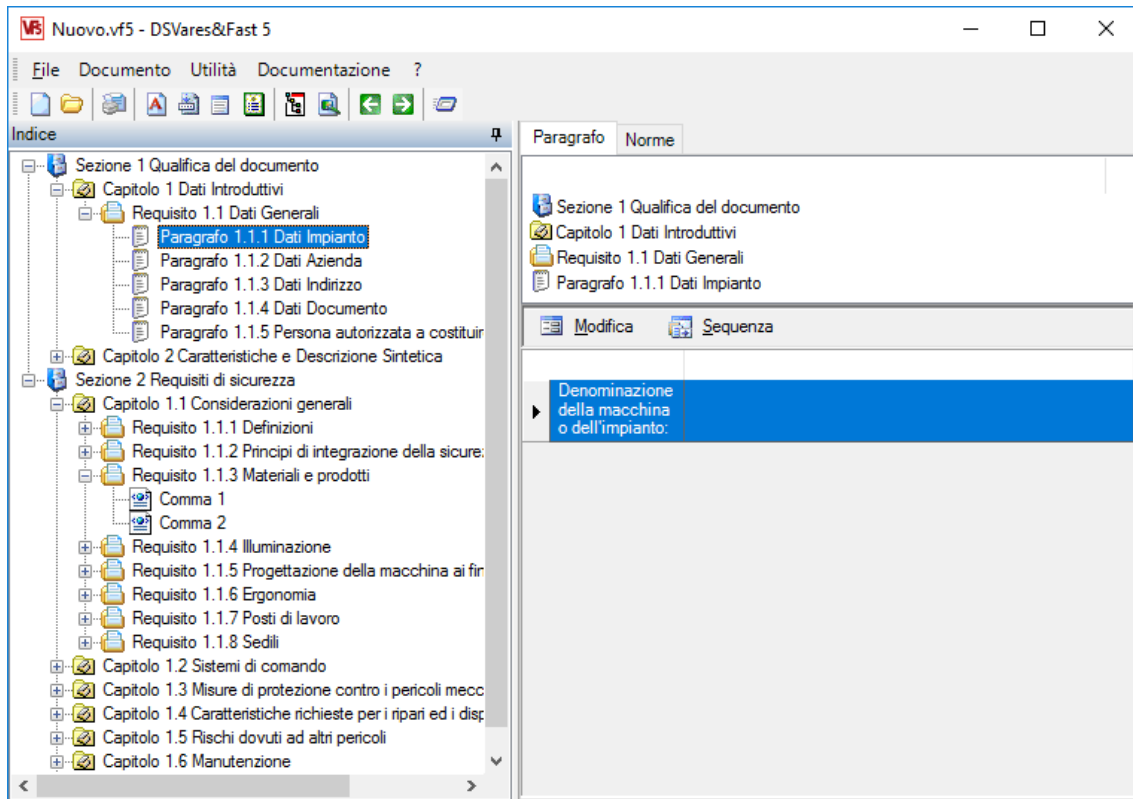 Nuovo.vf5 - DSVares&Fast 5
File Documento Utilità Documentazione ?
Indice
Sezione 1 Qualifica del documento
Capitolo 1 Dati Introduttivi
Requisito 1.1 Dati Generali
Paragrafo 1.1.1 Dati Impianto
Paragrafo 1.1.2 Dati Azienda
Paragrafo 1.1.3 Dati Indirizzo
Paragrafo 1.1.4 Dati Documento
Paragrafo 1.1.5 Persona autorizzata a costituir
Capitolo 2 Caratteristiche e Descrizione Sintetica
Sezione 2 Requisiti di sicurezza
Capitolo 1.1 Considerazioni generali
Requisito 1.1.1 Definizioni
Requisito 1.1.2 Principi di integrazione della sicure
Requisito 1.1.3 Materiali e prodotti
Comma 1
Comma 2
Requisito 1.1.4 Illuminazione
Requisito 1.1.5 Progettazione della macchina ai fin
Requisito 1.1.6 Ergonomia
Requisito 1.1.7 Posti di lavoro
Requisito 1.1.8 Sedili
Capitolo 1.2 Sistemi di comando
Capitolo 1.3 Misure di protezione contro i pericoli mecc
Capitolo 1.4 Caratteristiche richieste per i ripari ed i disp
Capitolo 1.5 Rischi dovuti ad altri pericoli
Capitolo 1.6 Manutenzione
Paragrafo Norme
Sezione 1 Qualifica del documento
Capitolo 1 Dati Introduttivi
Requisito 1.1 Dati Generali
Paragrafo 1.1.1 Dati Impianto
Modifica Sequenza
Denominazione
della macchina
o dell'impianto: